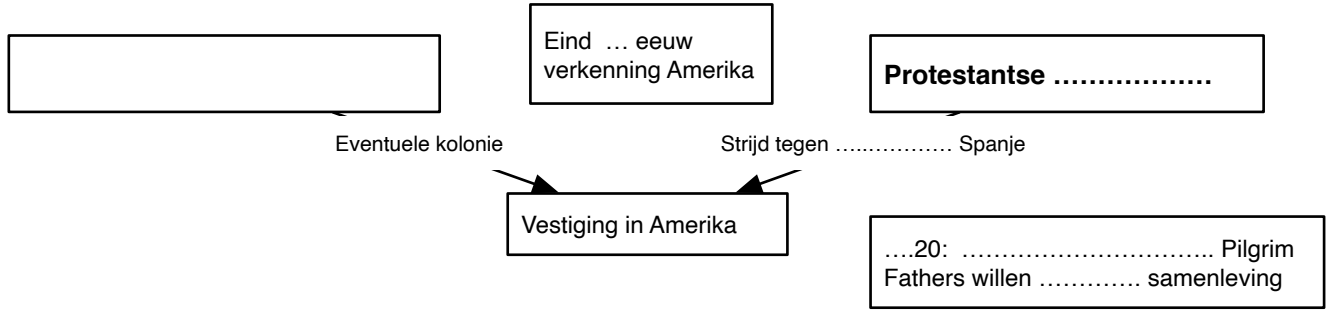 Eind … eeuw
verkenning Amerika
Protestantse ………………
Eventuele kolonie
Strijd tegen …..………… Spanje
Vestiging in Amerika
….20: ……………………….. Pilgrim
Fathers willen …………. samenleving